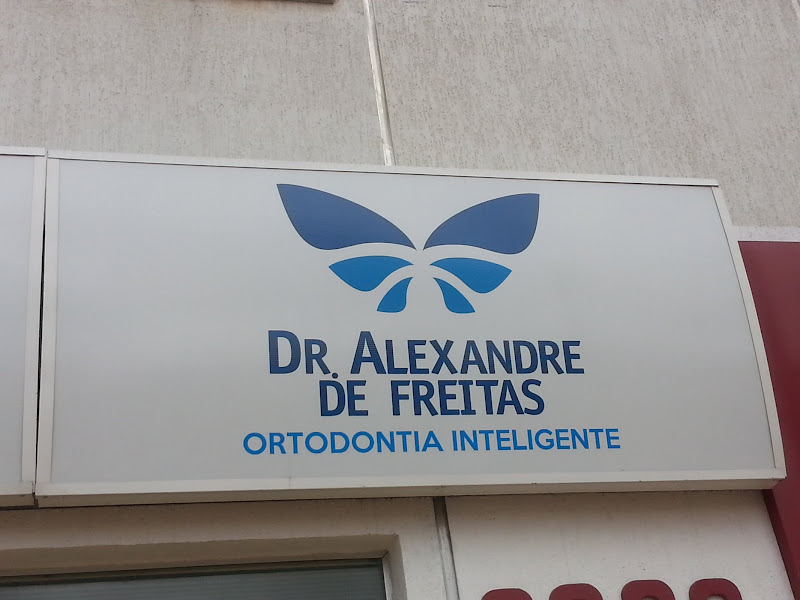 DR. ALEXANDRE
DE FREITAS
ORTODONTIA INTELIGENTE